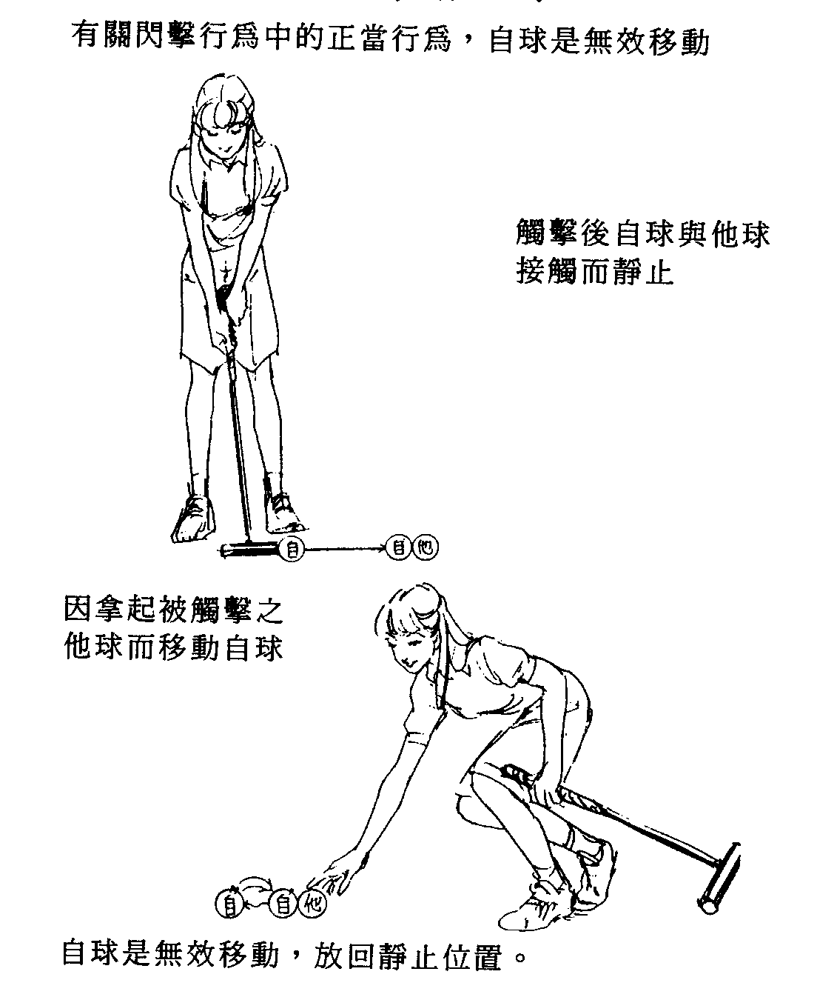 有關閃擊行爲中的正當行爲，自球是無效移動
觸擊後自球與他球
接觸而靜止
自 自 他
因拿起被觸擊之
他球而移動自球
自 自 他
自球是無效移動，放回靜止位置。